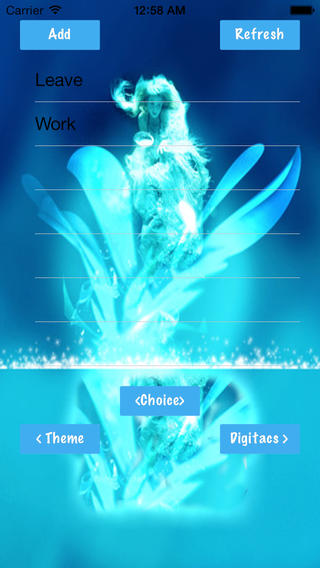 Carrier 12:58 AM
Add Refresh
Leave
Work
<Choice>
< Theme Digitacs >